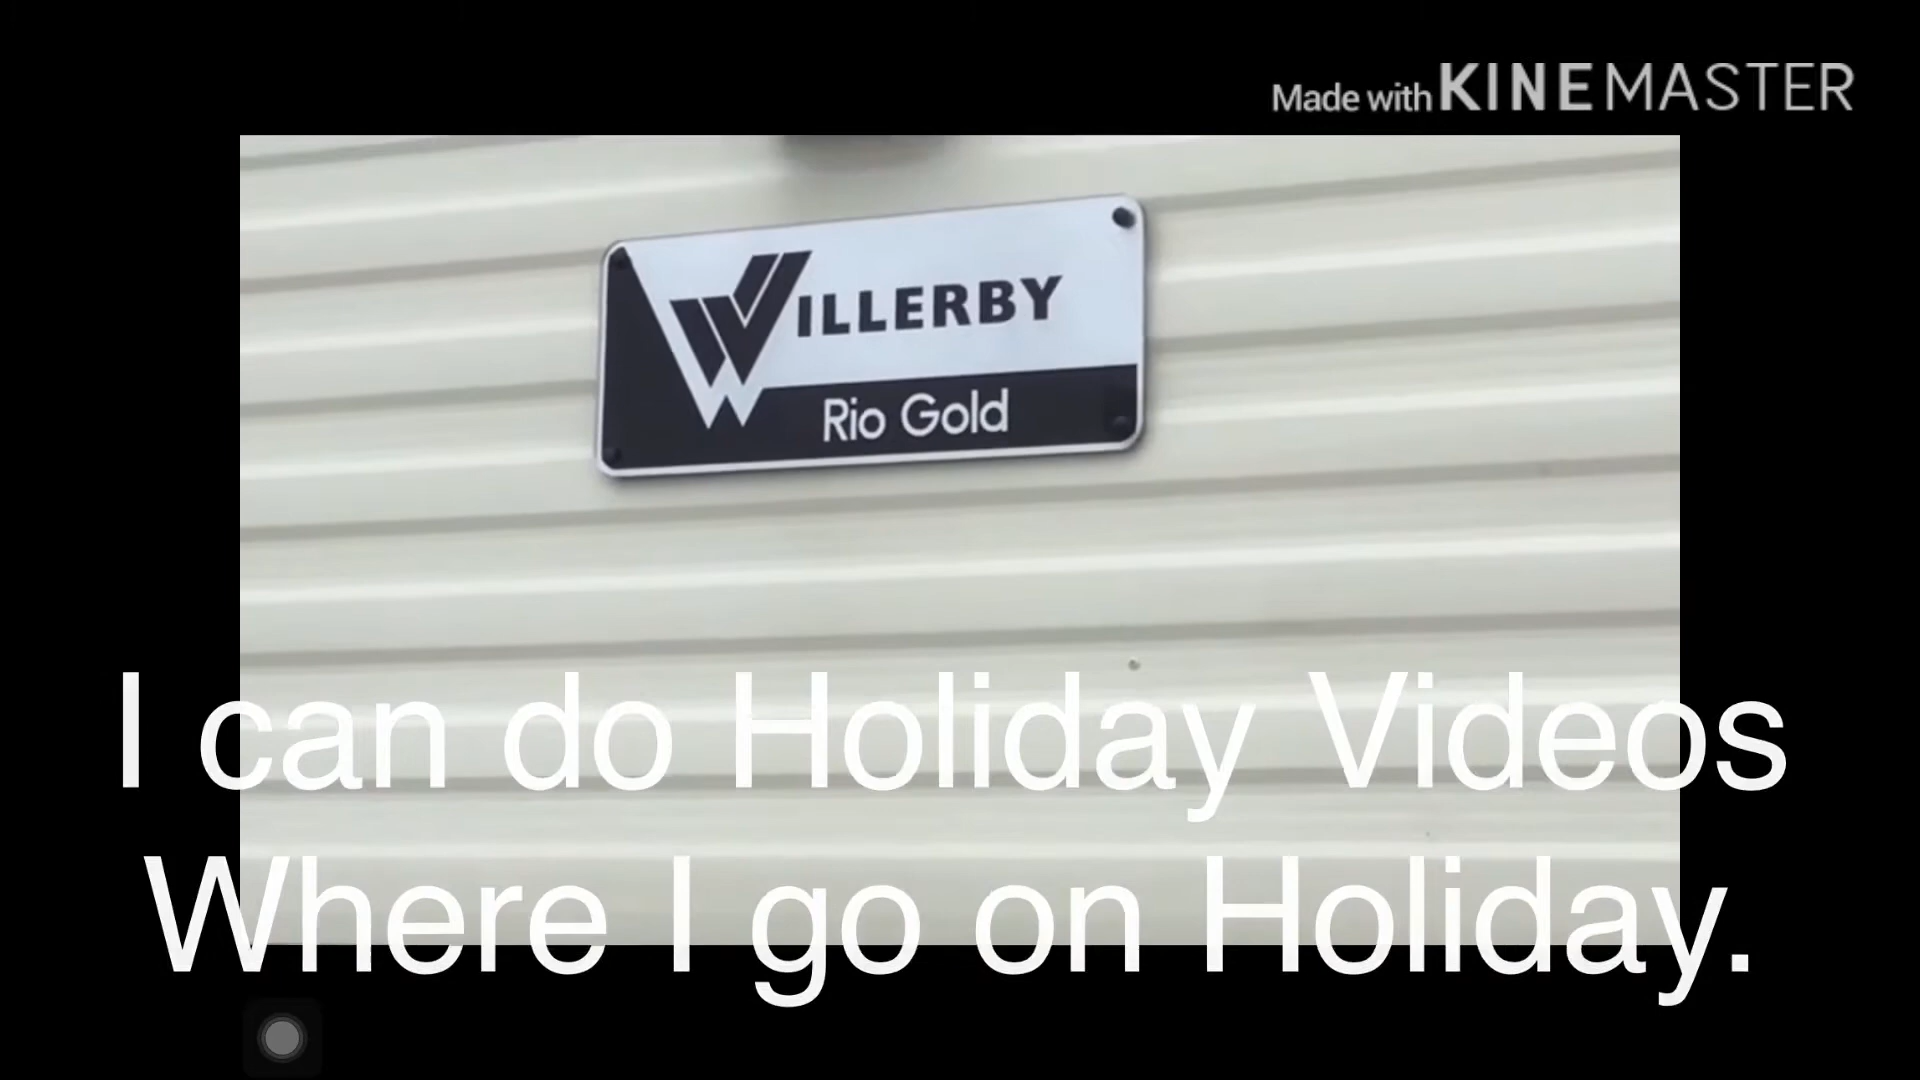 Made with KINEMASTER
WILLERBY
Rio Gold
I can do Holiday Videos
Where I go on Holiday.